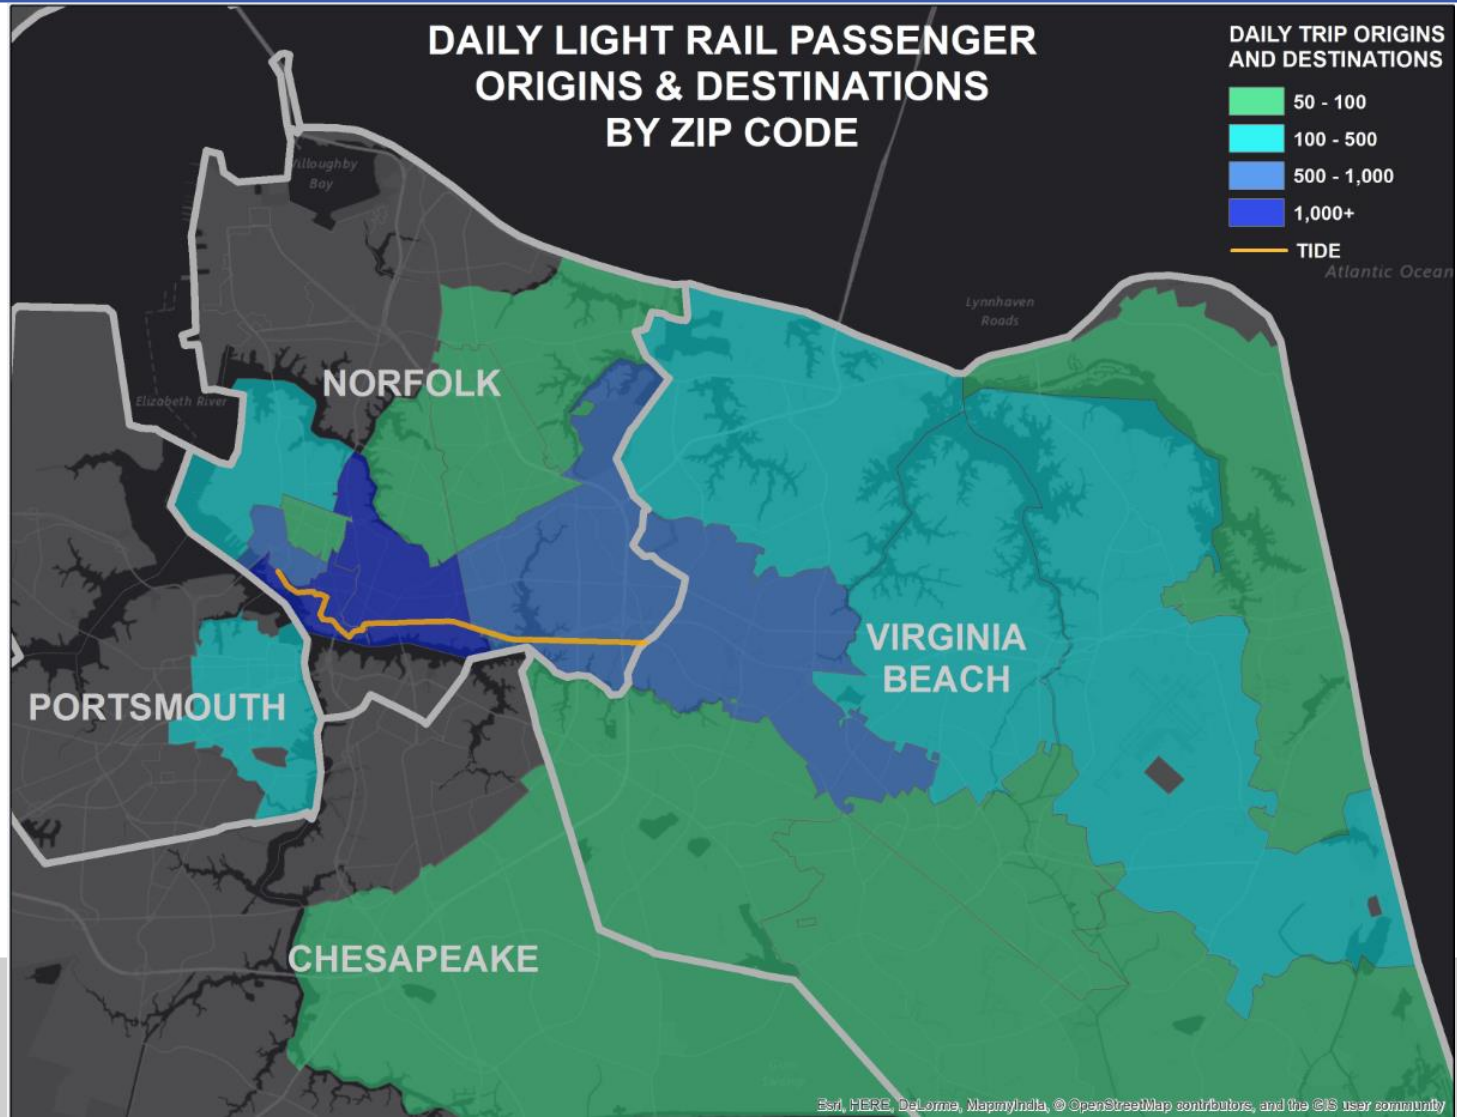 DAILY LIGHT RAIL PASSENGER
ORIGINS & DESTINATIONS
BY ZIP CODE
DAILY TRIP ORIGINS
AND DESTINATIONS
50 - 100
100 - 500
500 - 1,000
1,000+
TIDE
Willoughby
Bay
Atlantic Ocean
Lynnhaven
Roads
NORFOLK
Elizabeth River
VIRGINIA
BEACH
PORTSMOUTH
CHESAPEAKE
Esri, HERE, DeLorme, MapmyIndia, © OpenStreetMap contributors, and the GIS user community